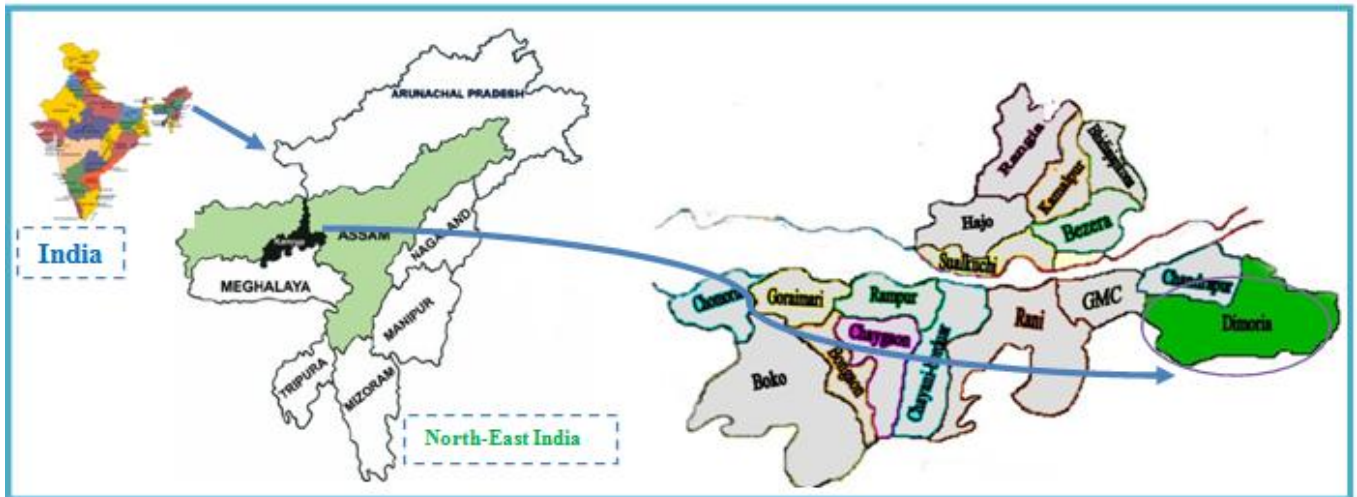 India
ARUNACHAL PRADESH
ASSAM
NAGALAND
MEGHALAYA
MANIPUR
TRIPURA
MIZORAM
North-East India
Rangia
Kamalpur
Hajo
Bezera
Sualkuchi
Chandrapur
GMC
Dimoria
Goraimari
Rampur
Rani
Chaygaon
Boko